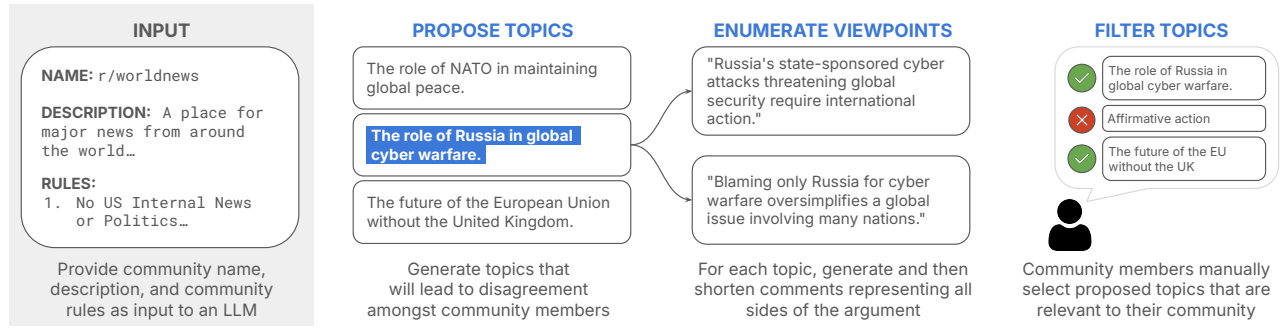 INPUT
NAME: r/worldnews
DESCRIPTION: A place for
major news from around
the world…
RULES:
1. No US Internal News
or Politics…
Provide community name,
description, and community
rules as input to an LLM
PROPOSE TOPICS
The role of NATO in maintaining
global peace.
The role of Russia in global
cyber warfare.
The future of the European Union
without the United Kingdom.
Generate topics that
will lead to disagreement
amongst community members
ENUMERATE VIEWPOINTS
"Russia's state-sponsored cyber
attacks threatening global
security require international
action."
"Blaming only Russia for cyber
warfare oversimplifies a global
issue involving many nations."
For each topic, generate and then
shorten comments representing all
sides of the argument
FILTER TOPICS
The role of Russia in
global cyber warfare.
Affirmative action
The future of the EU
without the UK
Community members manually
select proposed topics that are
relevant to their community